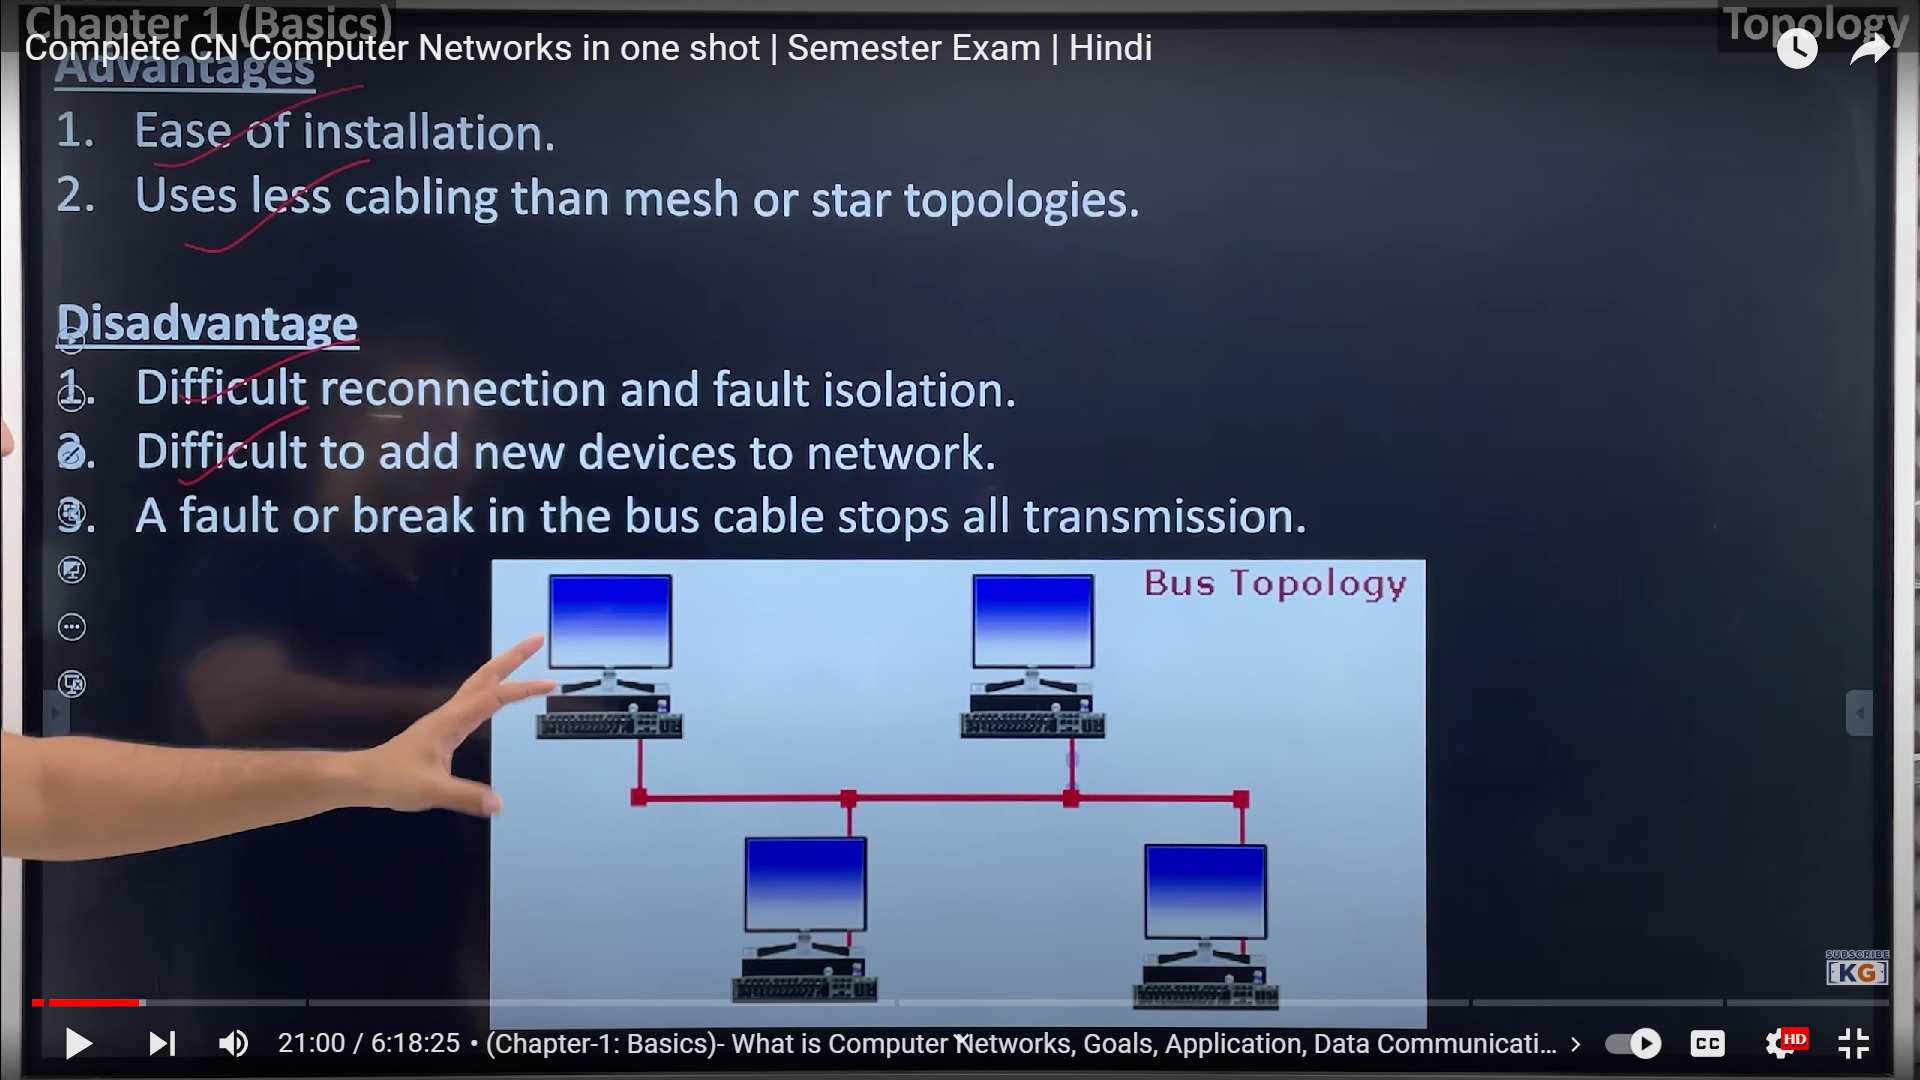 Chapter 1 (Basics)
Topology
Complete CN Computer Networks in one shot | Semester Exam | Hindi
Advantages
1. Ease of installation.
2. Uses less cabling than mesh or star topologies.
Disadvantage
1. Difficult reconnection and fault isolation.
2. Difficult to add new devices to network.
3. A fault or break in the bus cable stops all transmission.
Bus Topology
SUBSCRIBE
KG
21:00 / 6:18:25 • (Chapter-1: Basics)- What is Computer Networks, Goals, Application, Data Communicati...
CC
HD